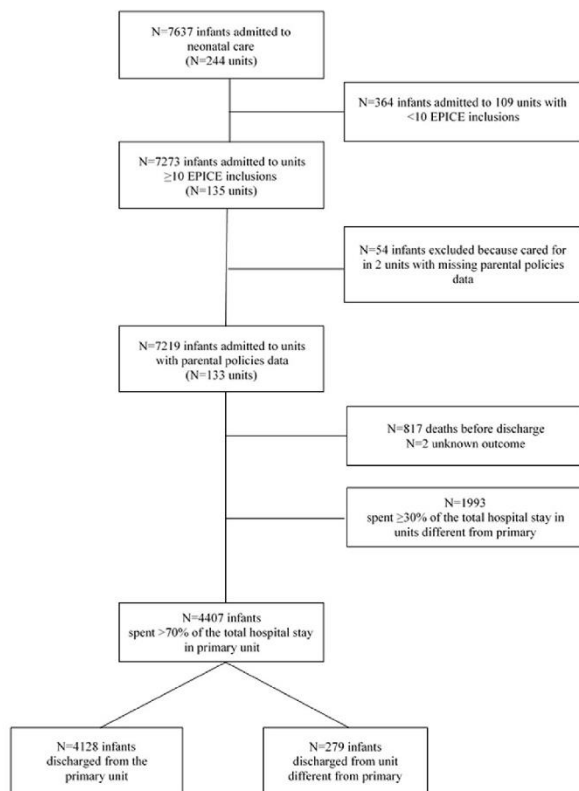 N=7637 infants admitted to
neonatal care
(N=244 units)
N=364 infants admitted to 109 units with
<10 EPICE inclusions
N=7273 infants admitted to units
≥10 EPICE inclusions
(N=135 units)
N=54 infants excluded because cared for
in 2 units with missing parental policies
data
N=7219 infants admitted to units
with parental policies data
(N=133 units)
N=817 deaths before discharge
N=2 unknown outcome
N=1993
spent ≥30% of the total hospital stay in
units different from primary
N=4407 infants
spent >70% of the total hospital stay
in primary unit
N=4128 infants
discharged from the
primary unit
N=279 infants
discharged from unit
different from primary